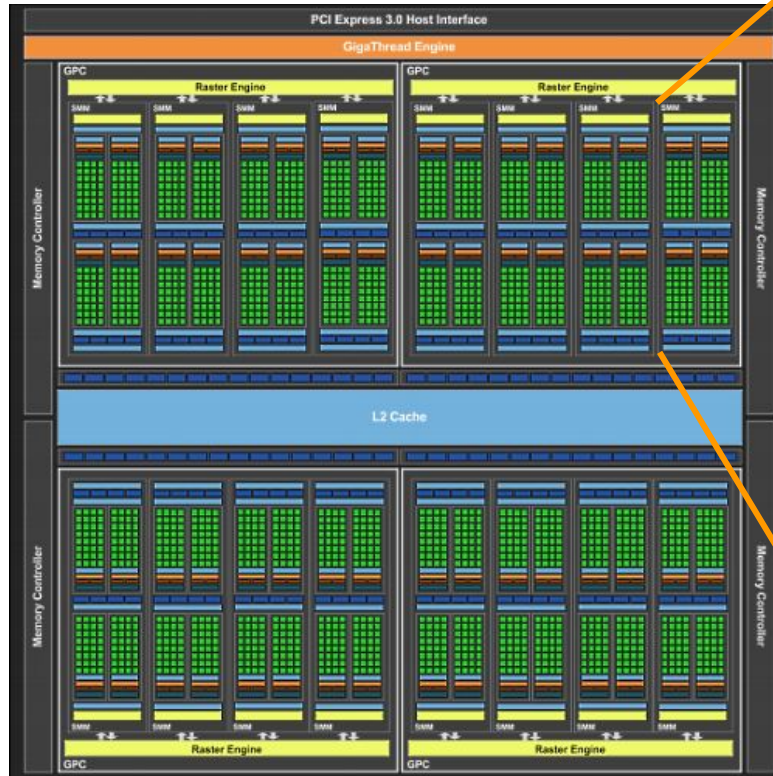 PCI Express 3.0 Host Interface
GigaThread Engine
GPC
Raster Engine
SMM SMM SMM SMM
GPC
Raster Engine
SMM SMM SMM SMM
Memory Controller
Memory Controller
L2 Cache
Memory Controller
Memory Controller
SMM SMM SMM SMM
Raster Engine
GPC
SMM SMM SMM SMM
Raster Engine
GPC